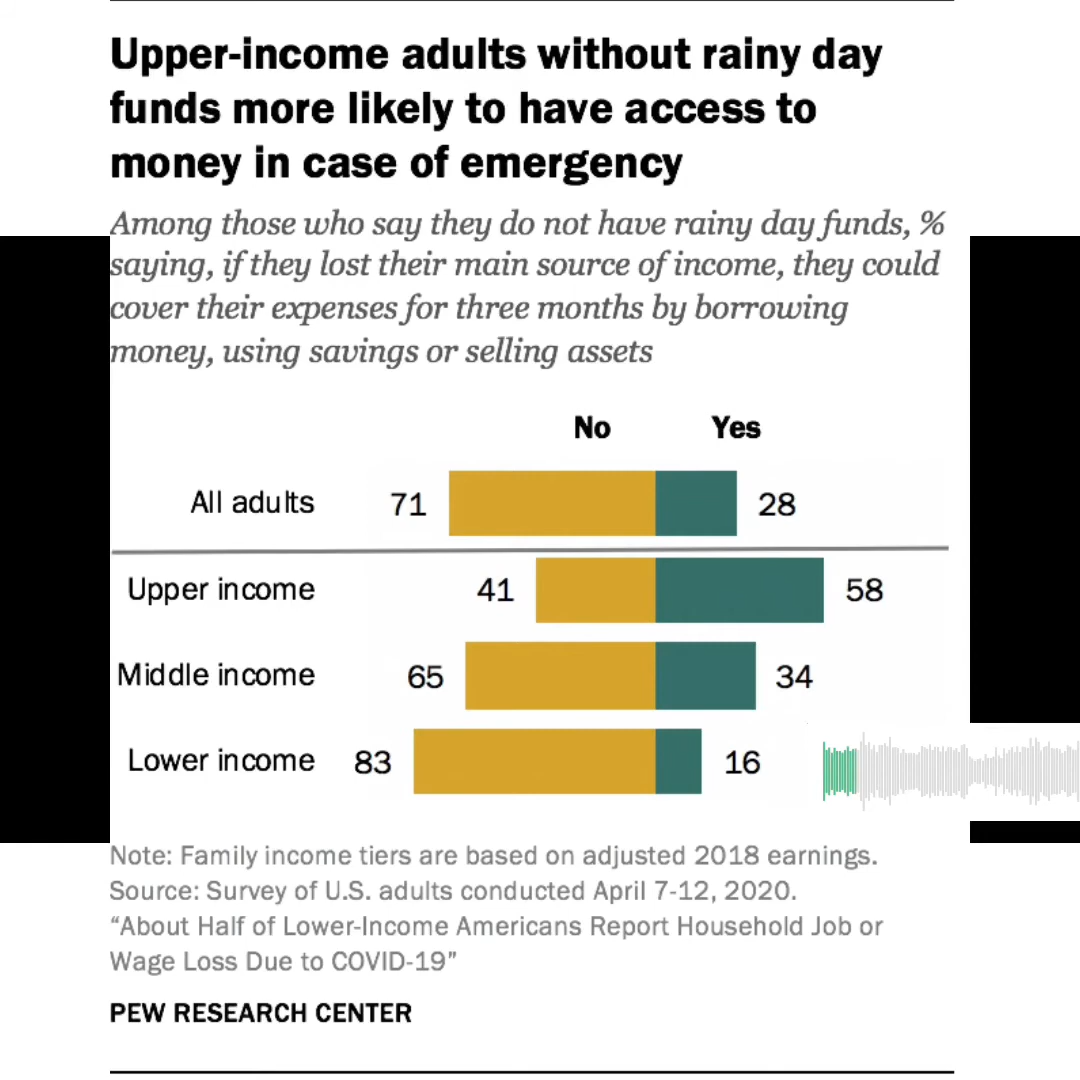 Upper-income adults without rainy day
funds more likely to have access to
money in case of emergency
Among those who say they do not have rainy day funds, %
saying, if they lost their main source of income, they could
cover their expenses for three months by borrowing
money, using savings or selling assets
No Yes
All adults 71 28
Upper income 41 58
Middle income 65 34
Lower income 83 16
Note: Family income tiers are based on adjusted 2018 earnings.
Source: Survey of U.S. adults conducted April 7-12, 2020.
“About Half of Lower-Income Americans Report Household Job or
Wage Loss Due to COVID-19”
PEW RESEARCH CENTER